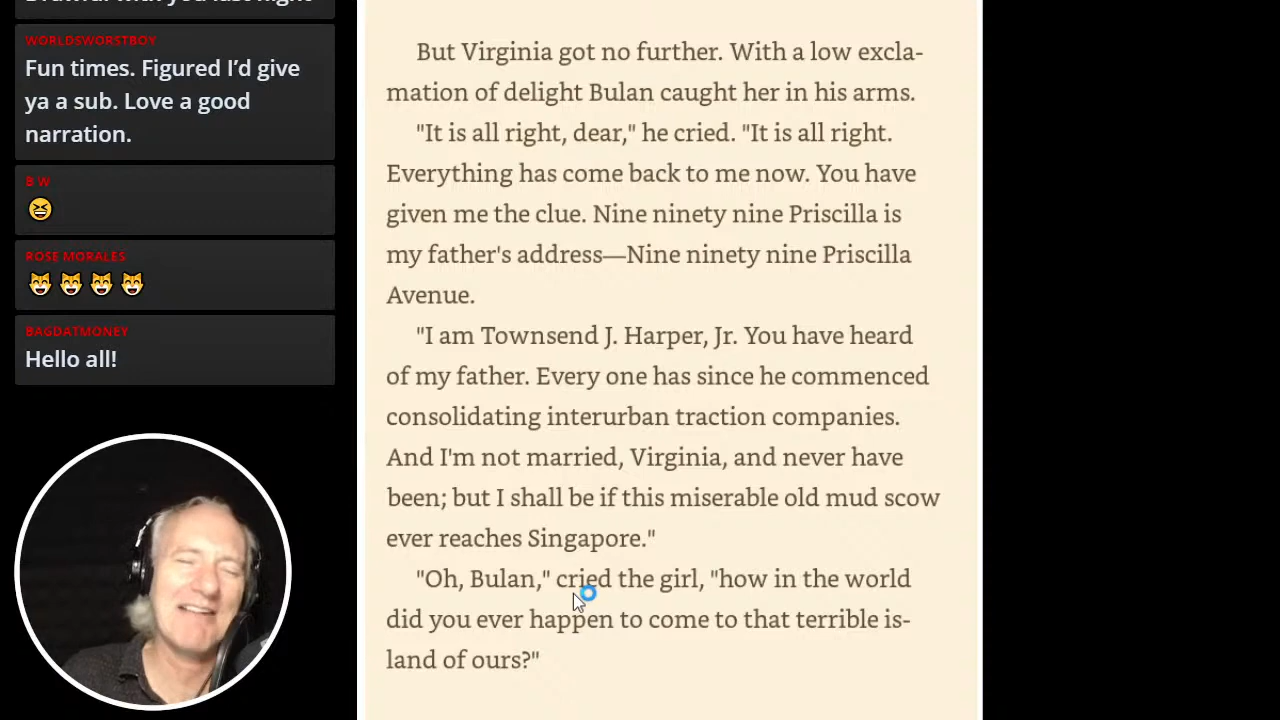 WORLDSWORSTBOY
Fun times. Figured I’d give
ya a sub. Love a good
narration.
B W
ROSE MORALES
BAGDATMONEY
Hello all!
But Virginia got no further. With a low excla-
mation of delight Bulan caught her in his arms.
"It is all right, dear," he cried. "It is all right.
Everything has come back to me now. You have
given me the clue. Nine ninety nine Priscilla is
my father's address—Nine ninety nine Priscilla
Avenue.
"I am Townsend J. Harper, Jr. You have heard
of my father. Every one has since he commenced
consolidating interurban traction companies.
And I'm not married, Virginia, and never have
been; but I shall be if this miserable old mud scow
ever reaches Singapore."
"Oh, Bulan," cried the girl, "how in the world
did you ever happen to come to that terrible is-
land of ours?"